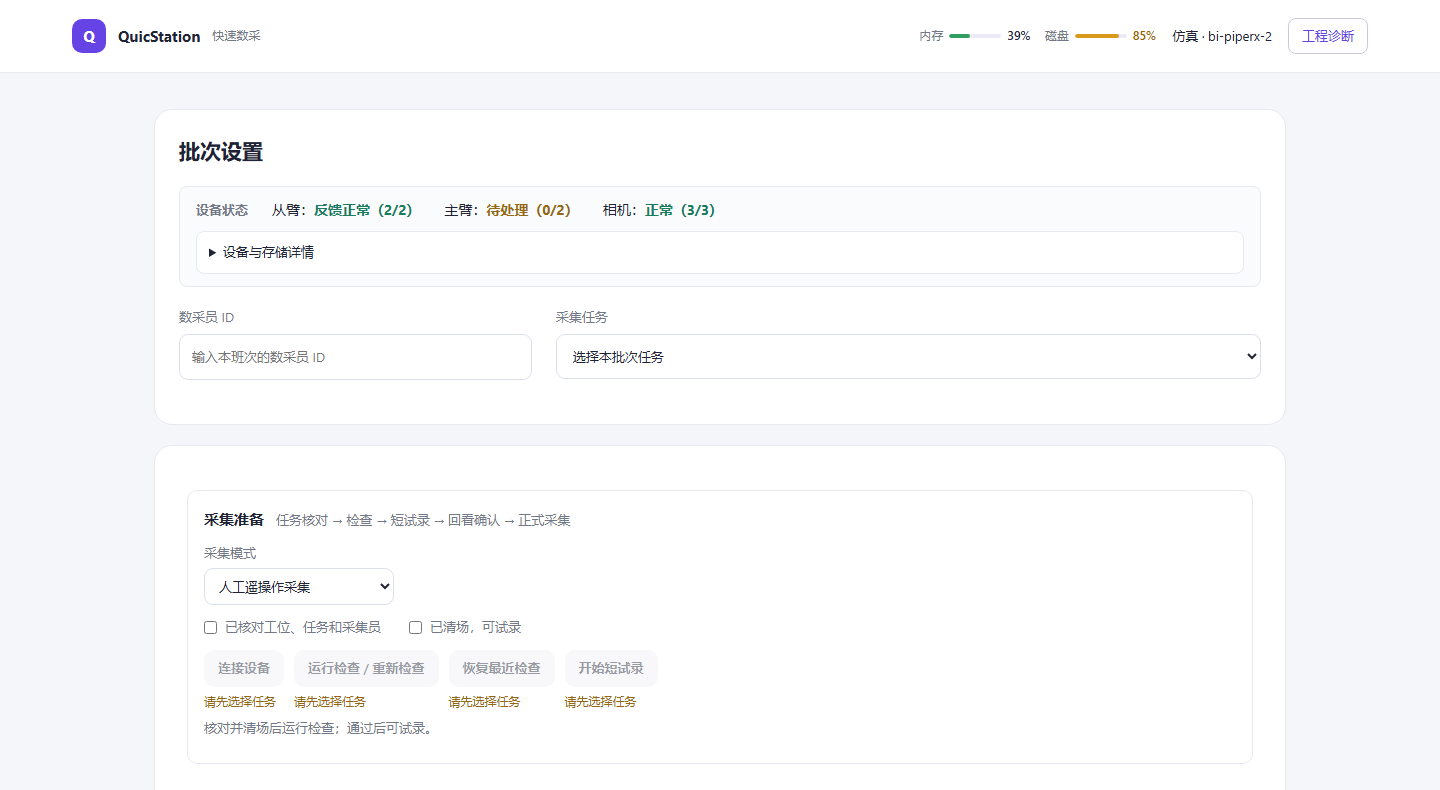 Q QuicStation 快速数采 内存 39% 磁盘 85% 仿真 · bi-piperx-2 工程诊断
批次设置
设备状态 从臂：反馈正常（2/2） 主臂：待处理（0/2） 相机：正常（3/3）
▶ 设备与存储详情
数采员 ID 采集任务
输入本班次的数采员 ID 选择本批次任务
采集准备 任务核对 → 检查 → 短试录 → 回看确认 → 正式采集
采集模式
人工遥操作采集
已核对工位、任务和采集员 已清场，可试录
连接设备 运行检查 / 重新检查 恢复最近检查 开始短试录
请先选择任务 请先选择任务 请先选择任务 请先选择任务
核对并清场后运行检查；通过后可试录。